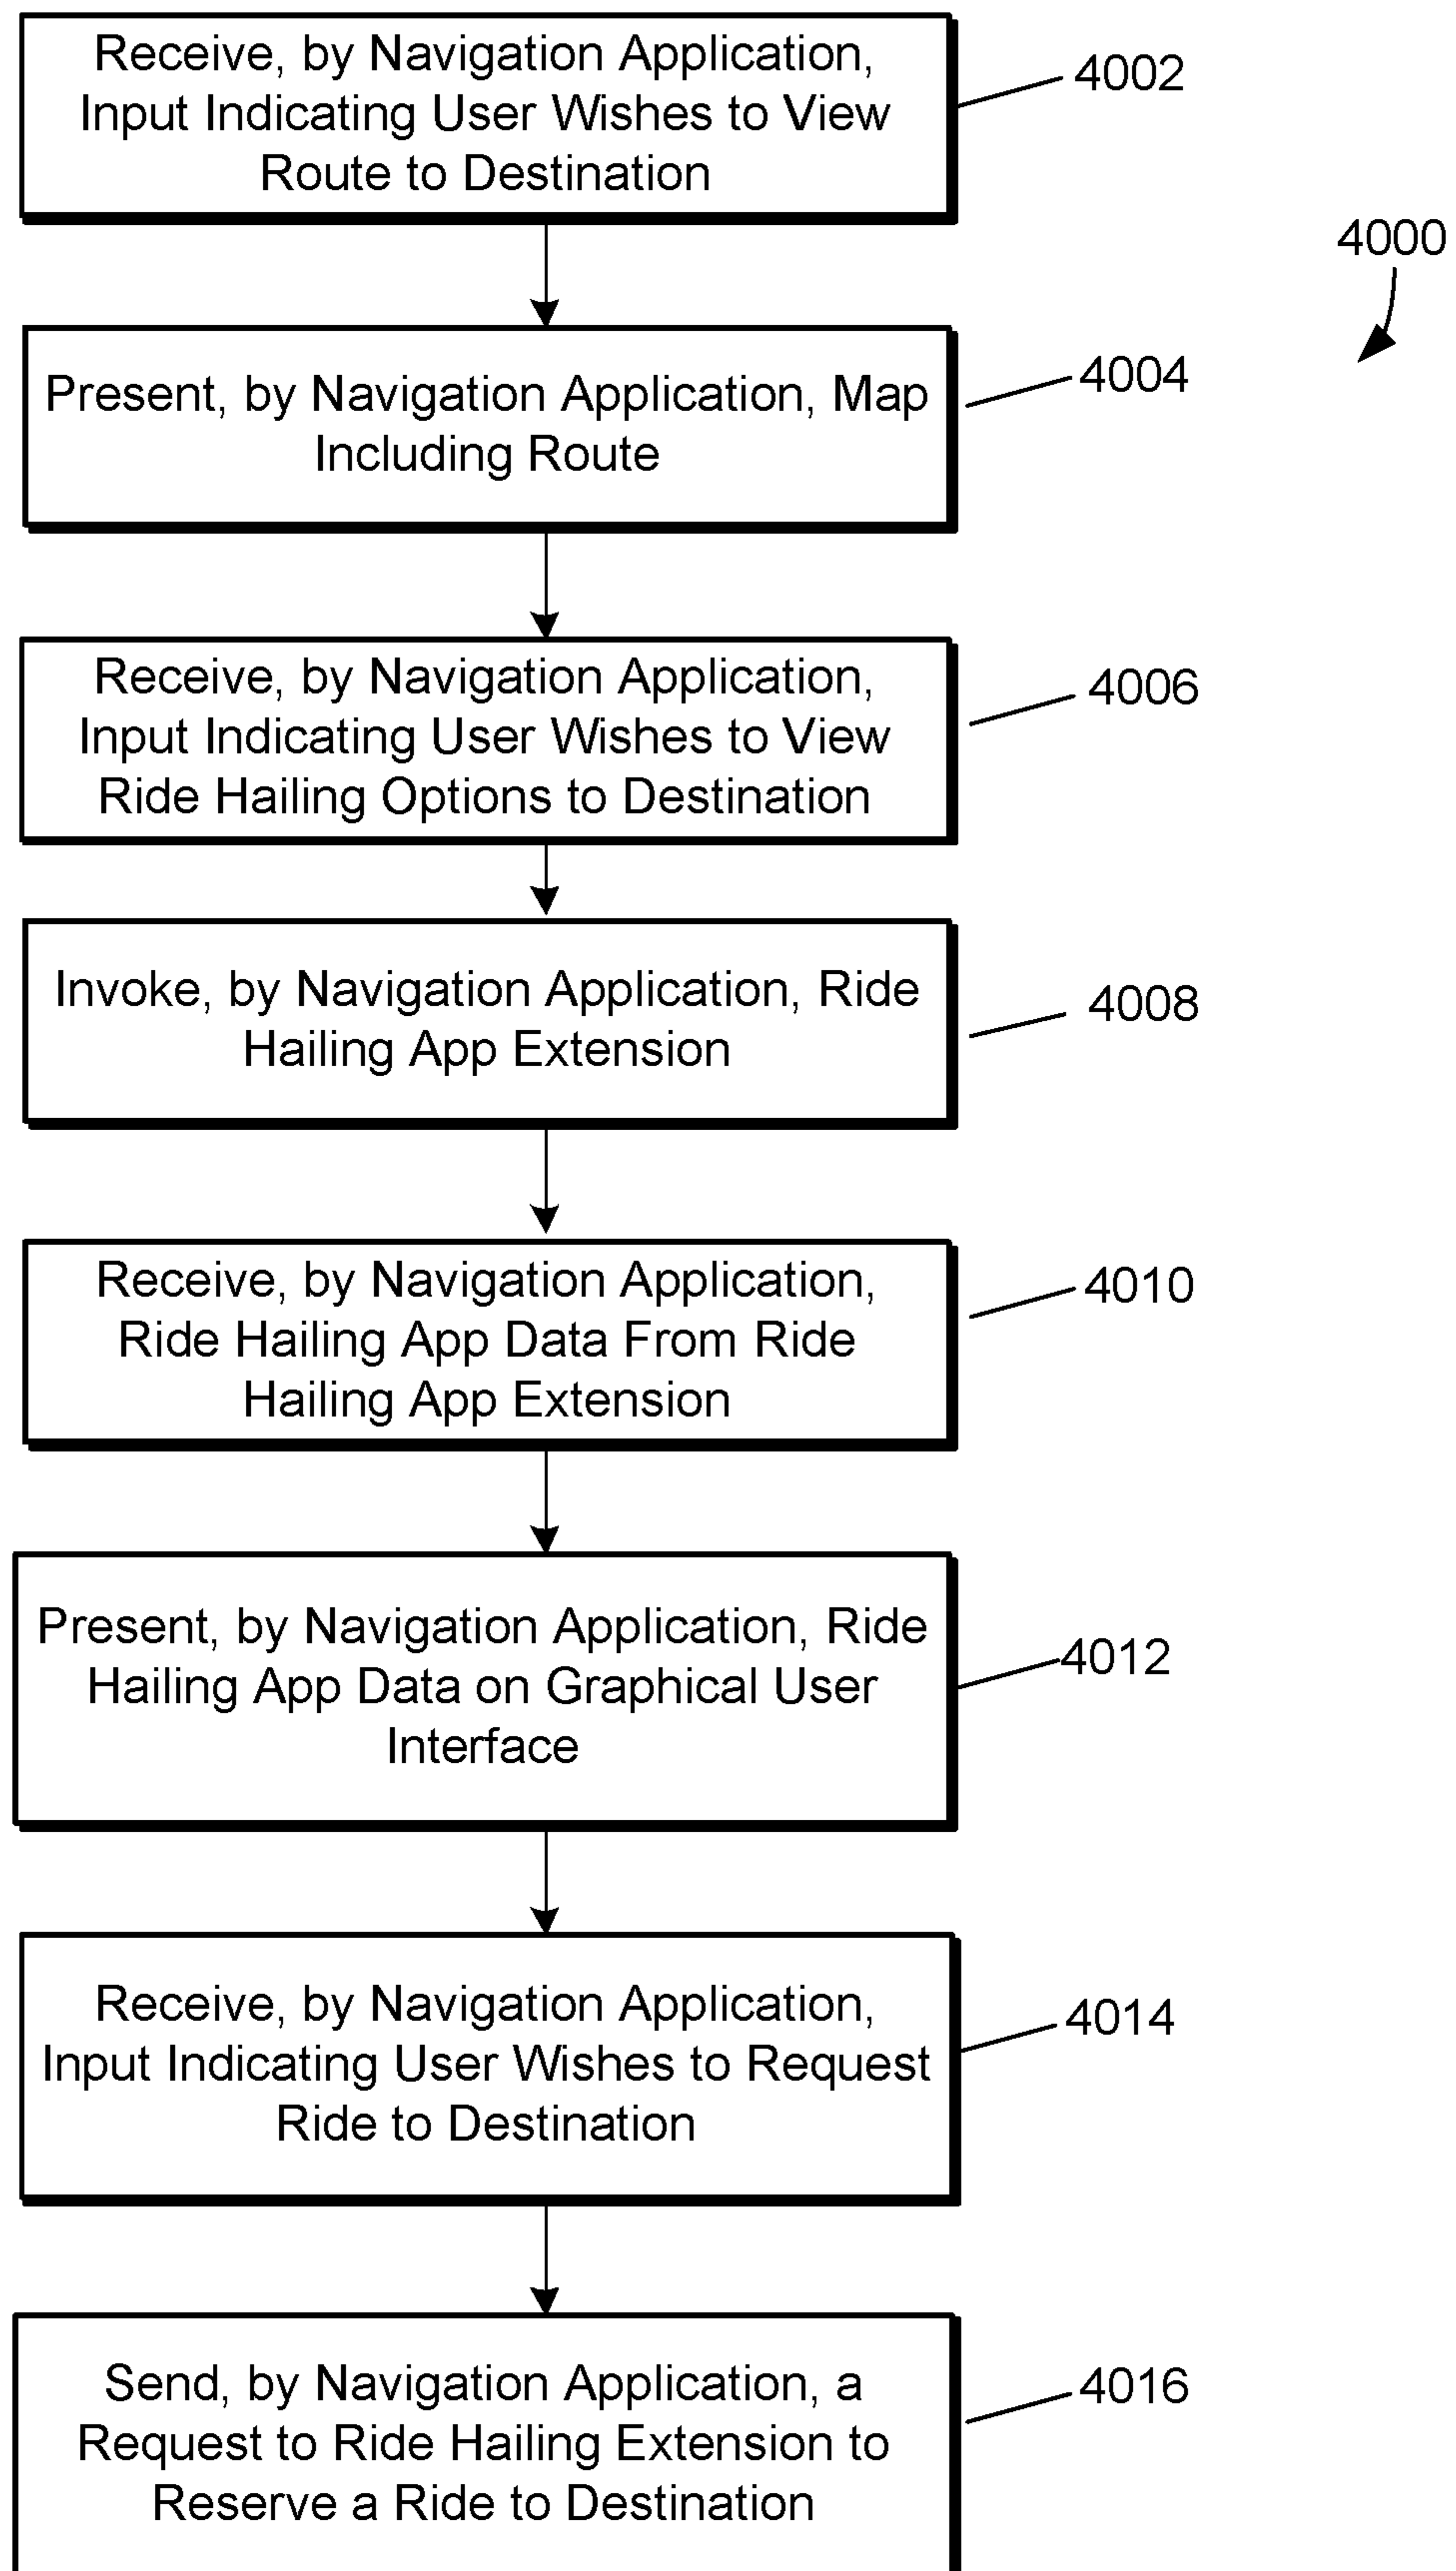 Receive, by Navigation Application,
Input Indicating User Wishes to View
Route to Destination
4002
4000
Present, by Navigation Application, Map
Including Route
4004
Receive, by Navigation Application,
Input Indicating User Wishes to View
Ride Hailing Options to Destination
4006
Invoke, by Navigation Application, Ride
Hailing App Extension
4008
Receive, by Navigation Application,
Ride Hailing App Data From Ride
Hailing App Extension
4010
Present, by Navigation Application, Ride
Hailing App Data on Graphical User
Interface
4012
Receive, by Navigation Application,
Input Indicating User Wishes to Request
Ride to Destination
4014
Send, by Navigation Application, a
Request to Ride Hailing Extension to
Reserve a Ride to Destination
4016